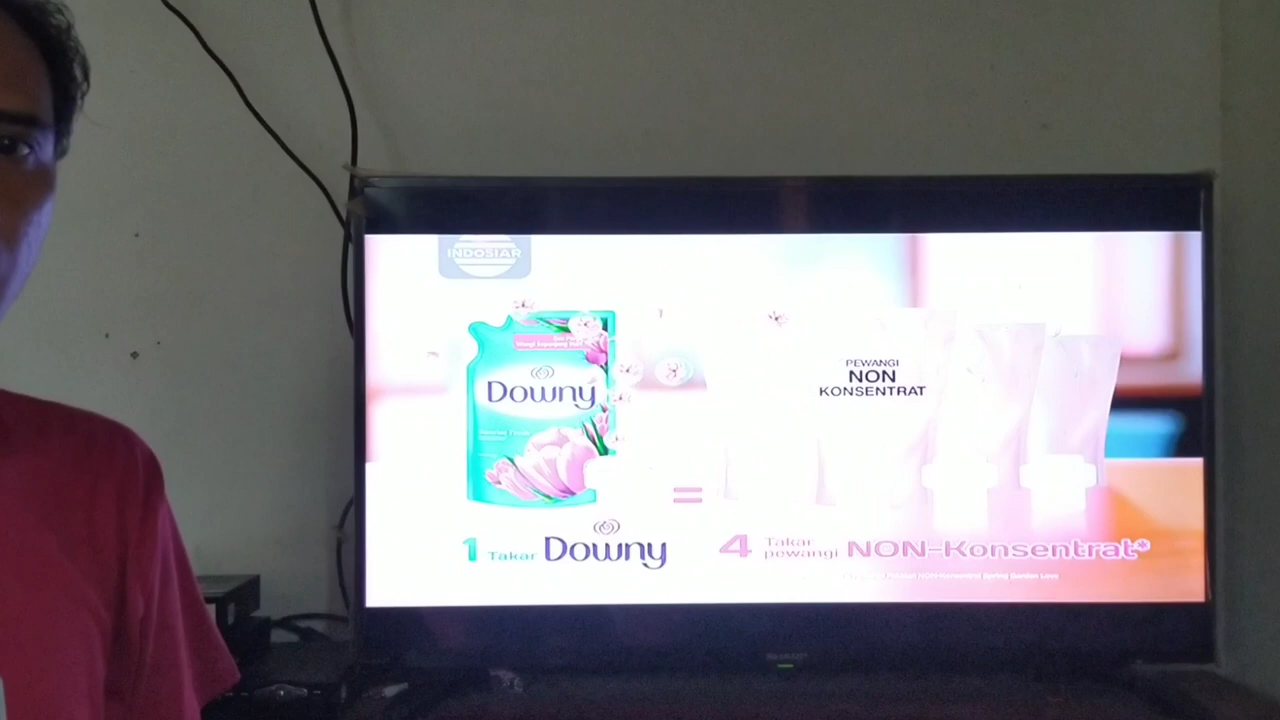 INDOSIAR
Downy
PEWANGI
NON
KONSENTRAT
=
1 Takar Downy
4 Takar pewangi NON-Konsentrat*